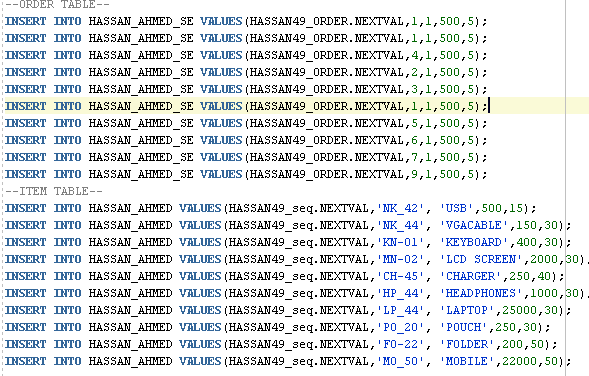 --ORDER TABLE--
INSERT INTO HASSAN_AHMED_SE VALUES(HASSAN49_ORDER.NEXTVAL,1,1,500,5);
INSERT INTO HASSAN_AHMED_SE VALUES(HASSAN49_ORDER.NEXTVAL,1,1,500,5);
INSERT INTO HASSAN_AHMED_SE VALUES(HASSAN49_ORDER.NEXTVAL,4,1,500,5);
INSERT INTO HASSAN_AHMED_SE VALUES(HASSAN49_ORDER.NEXTVAL,2,1,500,5);
INSERT INTO HASSAN_AHMED_SE VALUES(HASSAN49_ORDER.NEXTVAL,3,1,500,5);
INSERT INTO HASSAN_AHMED_SE VALUES(HASSAN49_ORDER.NEXTVAL,1,1,500,5);
INSERT INTO HASSAN_AHMED_SE VALUES(HASSAN49_ORDER.NEXTVAL,5,1,500,5);
INSERT INTO HASSAN_AHMED_SE VALUES(HASSAN49_ORDER.NEXTVAL,6,1,500,5);
INSERT INTO HASSAN_AHMED_SE VALUES(HASSAN49_ORDER.NEXTVAL,7,1,500,5);
INSERT INTO HASSAN_AHMED_SE VALUES(HASSAN49_ORDER.NEXTVAL,9,1,500,5);
--ITEM TABLE--
INSERT INTO HASSAN_AHMED VALUES(HASSAN49_seq.NEXTVAL,'NK_42', 'USB',500,15);
INSERT INTO HASSAN_AHMED VALUES(HASSAN49_seq.NEXTVAL,'NK_44', 'VGACABLE',150,30);
INSERT INTO HASSAN_AHMED VALUES(HASSAN49_seq.NEXTVAL,'KN-01', 'KEYBOARD',400,30);
INSERT INTO HASSAN_AHMED VALUES(HASSAN49_seq.NEXTVAL,'MN-02', 'LCD SCREEN',2000,30);
INSERT INTO HASSAN_AHMED VALUES(HASSAN49_seq.NEXTVAL,'CH-45', 'CHARGER',250,40);
INSERT INTO HASSAN_AHMED VALUES(HASSAN49_seq.NEXTVAL,'HP_44', 'HEADPHONES',1000,30);
INSERT INTO HASSAN_AHMED VALUES(HASSAN49_seq.NEXTVAL,'LP_44', 'LAPTOP',25000,30);
INSERT INTO HASSAN_AHMED VALUES(HASSAN49_seq.NEXTVAL,'PO_20', 'POUCH',250,30);
INSERT INTO HASSAN_AHMED VALUES(HASSAN49_seq.NEXTVAL,'FO-22', 'FOLDER',200,50);
INSERT INTO HASSAN_AHMED VALUES(HASSAN49_seq.NEXTVAL,'MO_50', 'MOBILE',22000,50);